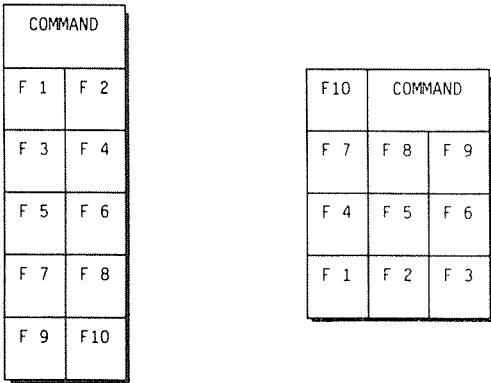 COMMAND
F 1 F 2
F 3 F 4
F 5 F 6
F 7 F 8
F 9 F10
F10 COMMAND
F 7 F 8 F 9
F 4 F 5 F 6
F 1 F 2 F 3